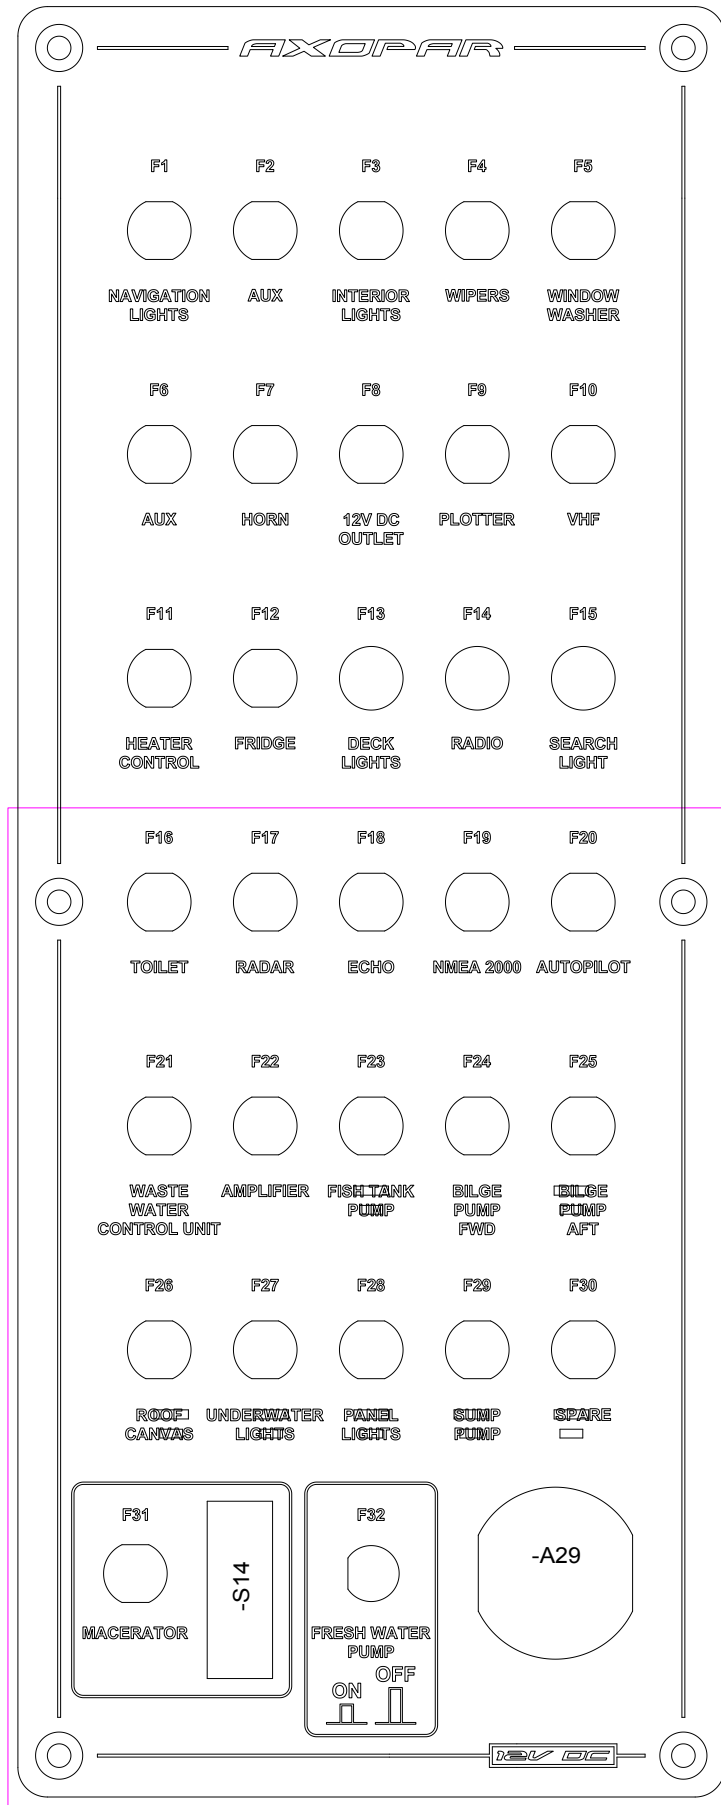 AXOPAR
F1 F2 F3 F4 F5
NAVIGATION AUX INTERIOR WIPERS WINDOW
LIGHTS LIGHTS WASHER
F6 F7 F8 F9 F10
AUX HORN 12V DC PLOTTER VHF
OUTLET
F11 F12 F13 F14 F15
HEATER FRIDGE DECK RADIO SEARCH
CONTROL LIGHTS LIGHT
F16 F17 F18 F19 F20
TOILET RADAR ECHO NMEA 2000 AUTOPILOT
F21 F22 F23 F24 F25
WASTE AMPLIFIER FISH TANK BILGE BILGE
WATER PUMP PUMP PUMP
CONTROL UNIT FWD AFT
F26 F27 F28 F29 F30
ROOF UNDERWATER PANEL SUMP SPARE
CANVAS LIGHTS LIGHTS PUMP
F31 F32
-S14 -A29
MACERATOR FRESH WATER
PUMP
ON OFF
12V DC